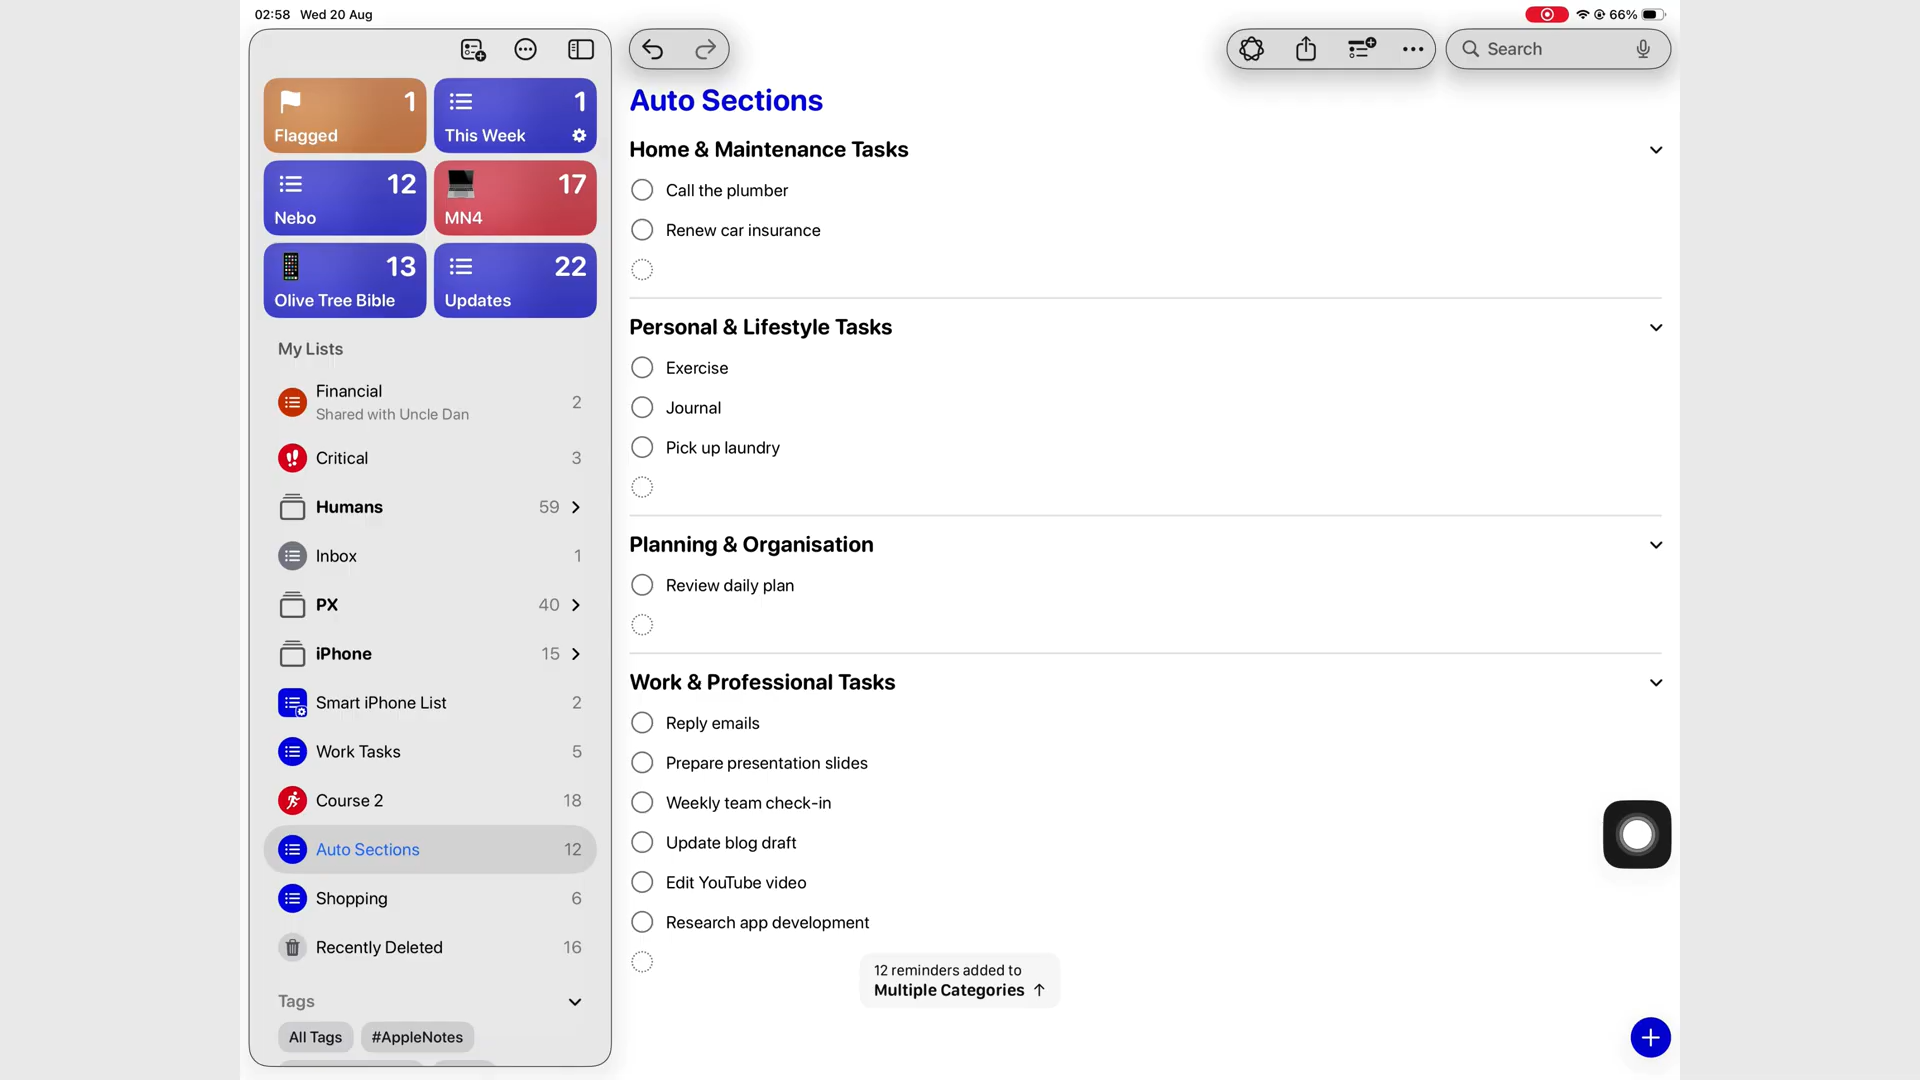 02:58 Wed 20 Aug
66%
Search
1
Flagged
1
This Week
12
Nebo
17
MN4
13
Olive Tree Bible
22
Updates
My Lists
Financial
Shared with Uncle Dan
2
Critical 3
Humans 59
Inbox 1
PX 40
iPhone 15
Smart iPhone List 2
Work Tasks 5
Course 2 18
Auto Sections 12
Shopping 6
Recently Deleted 16
Tags
All Tags #AppleNotes
Auto Sections
Home & Maintenance Tasks
Call the plumber
Renew car insurance
Personal & Lifestyle Tasks
Exercise
Journal
Pick up laundry
Planning & Organisation
Review daily plan
Work & Professional Tasks
Reply emails
Prepare presentation slides
Weekly team check-in
Update blog draft
Edit YouTube video
Research app development
12 reminders added to
Multiple Categories ↑